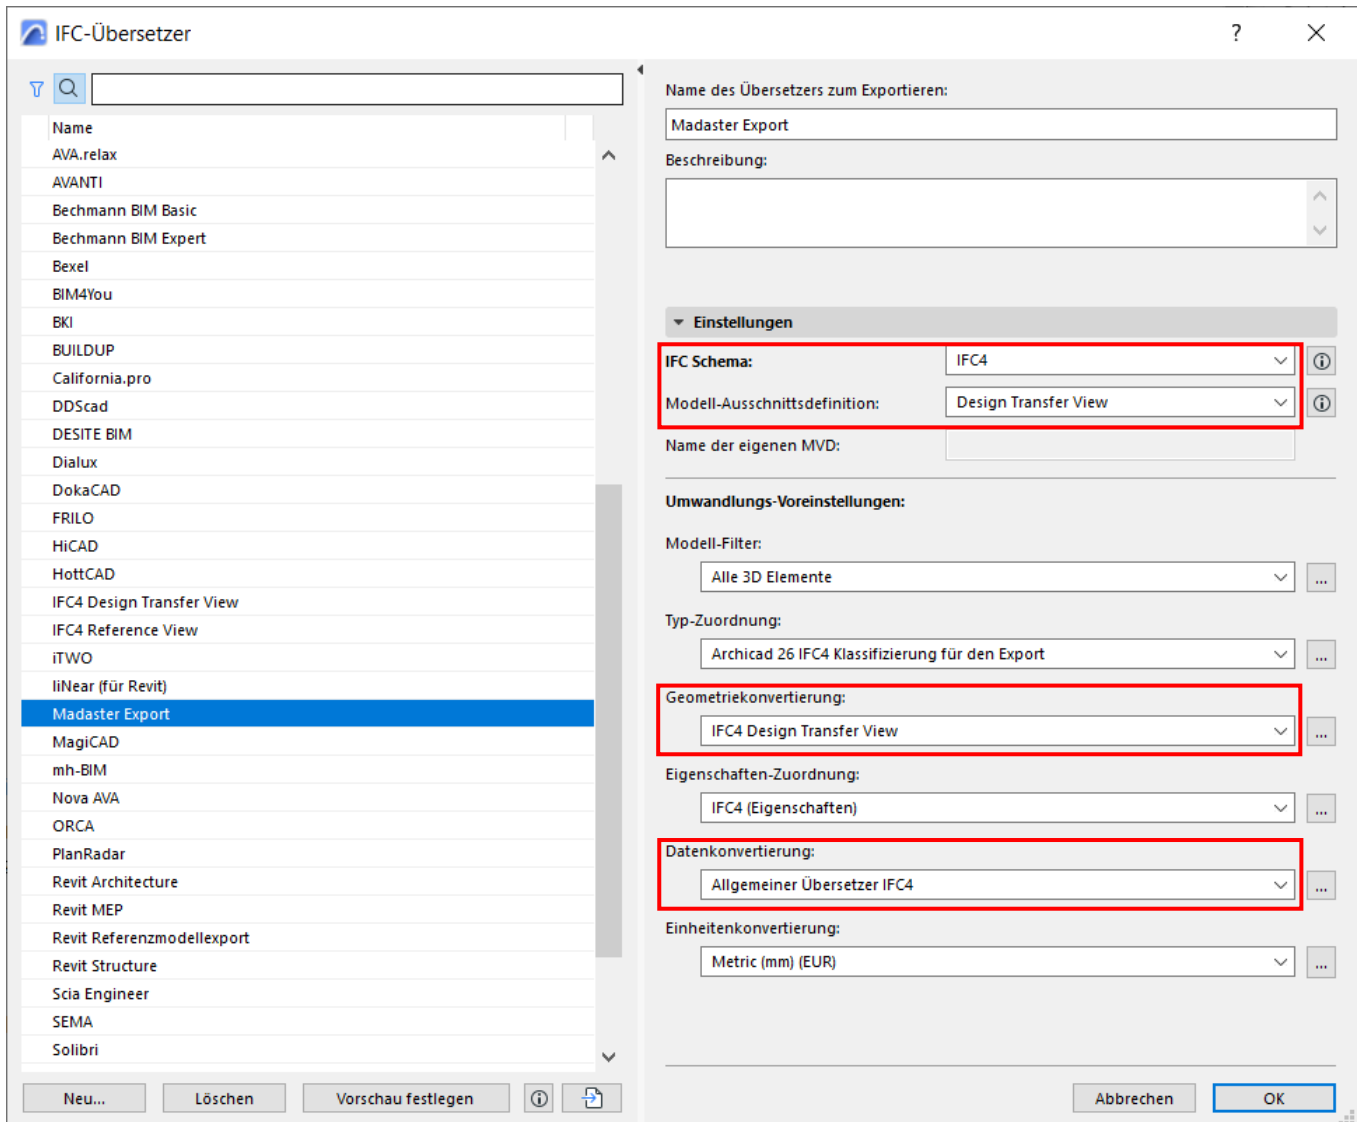 IFC-Übersetzer
?
Name
AVA.relax
AVANTI
Bechmann BIM Basic
Bechmann BIM Expert
Bexel
BIM4You
BKI
BUILDUP
California.pro
DDScad
DESITE BIM
Dialux
DokaCAD
FRILO
HiCAD
HottCAD
IFC4 Design Transfer View
IFC4 Reference View
iTWO
liNear (für Revit)
Madaster Export
MagiCAD
mh-BIM
Nova AVA
ORCA
PlanRadar
Revit Architecture
Revit MEP
Revit Referenzmodellexport
Revit Structure
Scia Engineer
SEMA
Solibri
Neu... Löschen Vorschau festlegen
Name des Übersetzers zum Exportieren:
Madaster Export
Beschreibung:
Einstellungen
IFC Schema: IFC4
Modell-Ausschnittsdefinition: Design Transfer View
Name der eigenen MVD:
Umwandlungs-Voreinstellungen:
Modell-Filter:
Alle 3D Elemente ...
Typ-Zuordnung:
Archicad 26 IFC4 Klassifizierung für den Export ...
Geometriekonvertierung:
IFC4 Design Transfer View ...
Eigenschaften-Zuordnung:
IFC4 (Eigenschaften) ...
Datenkonvertierung:
Allgemeiner Übersetzer IFC4 ...
Einheitenkonvertierung:
Metric (mm) (EUR) ...
Abbrechen OK